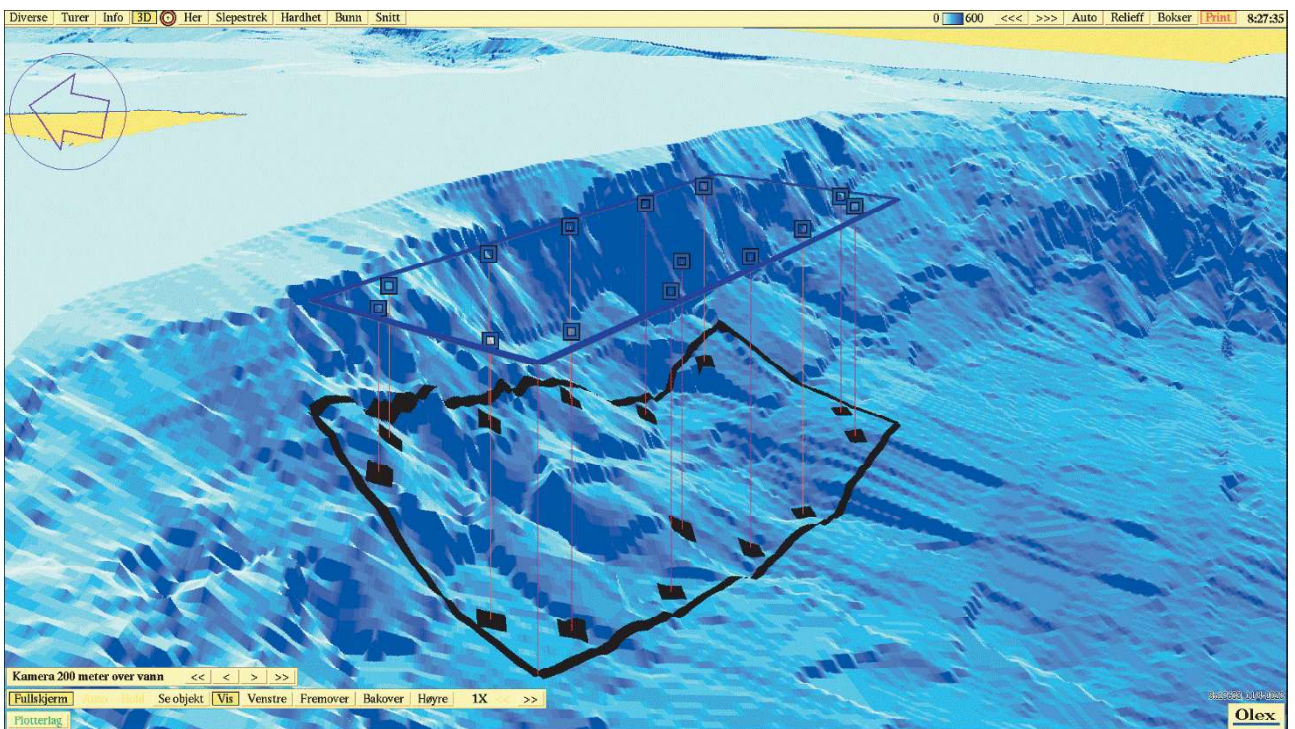 Diverse Turer Info 3D Her Slepestrek Hardhet Bunn Snitt 0 600 <<< >>> Auto Relieff Bokser Print 8:27:35
Kamera 200 meter over vann << < > >>
Fullskjerm Se objekt Vis Venstre Fremover Bakover Høyre 1X >>
Plotterlag
Olex